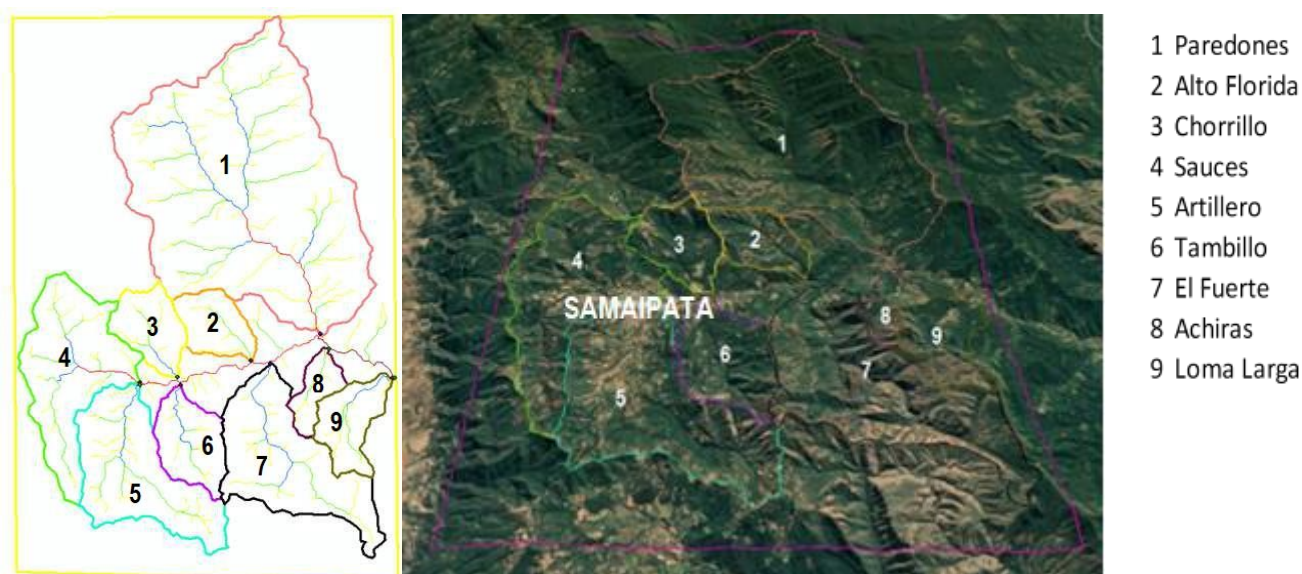 1
2
3
4
5
6
7
8
9
1
2
3
4
SAMAIPATA
5
6
7
8
9
1 Paredones
2 Alto Florida
3 Chorrillo
4 Sauces
5 Artillero
6 Tambillo
7 El Fuerte
8 Achiras
9 Loma Larga